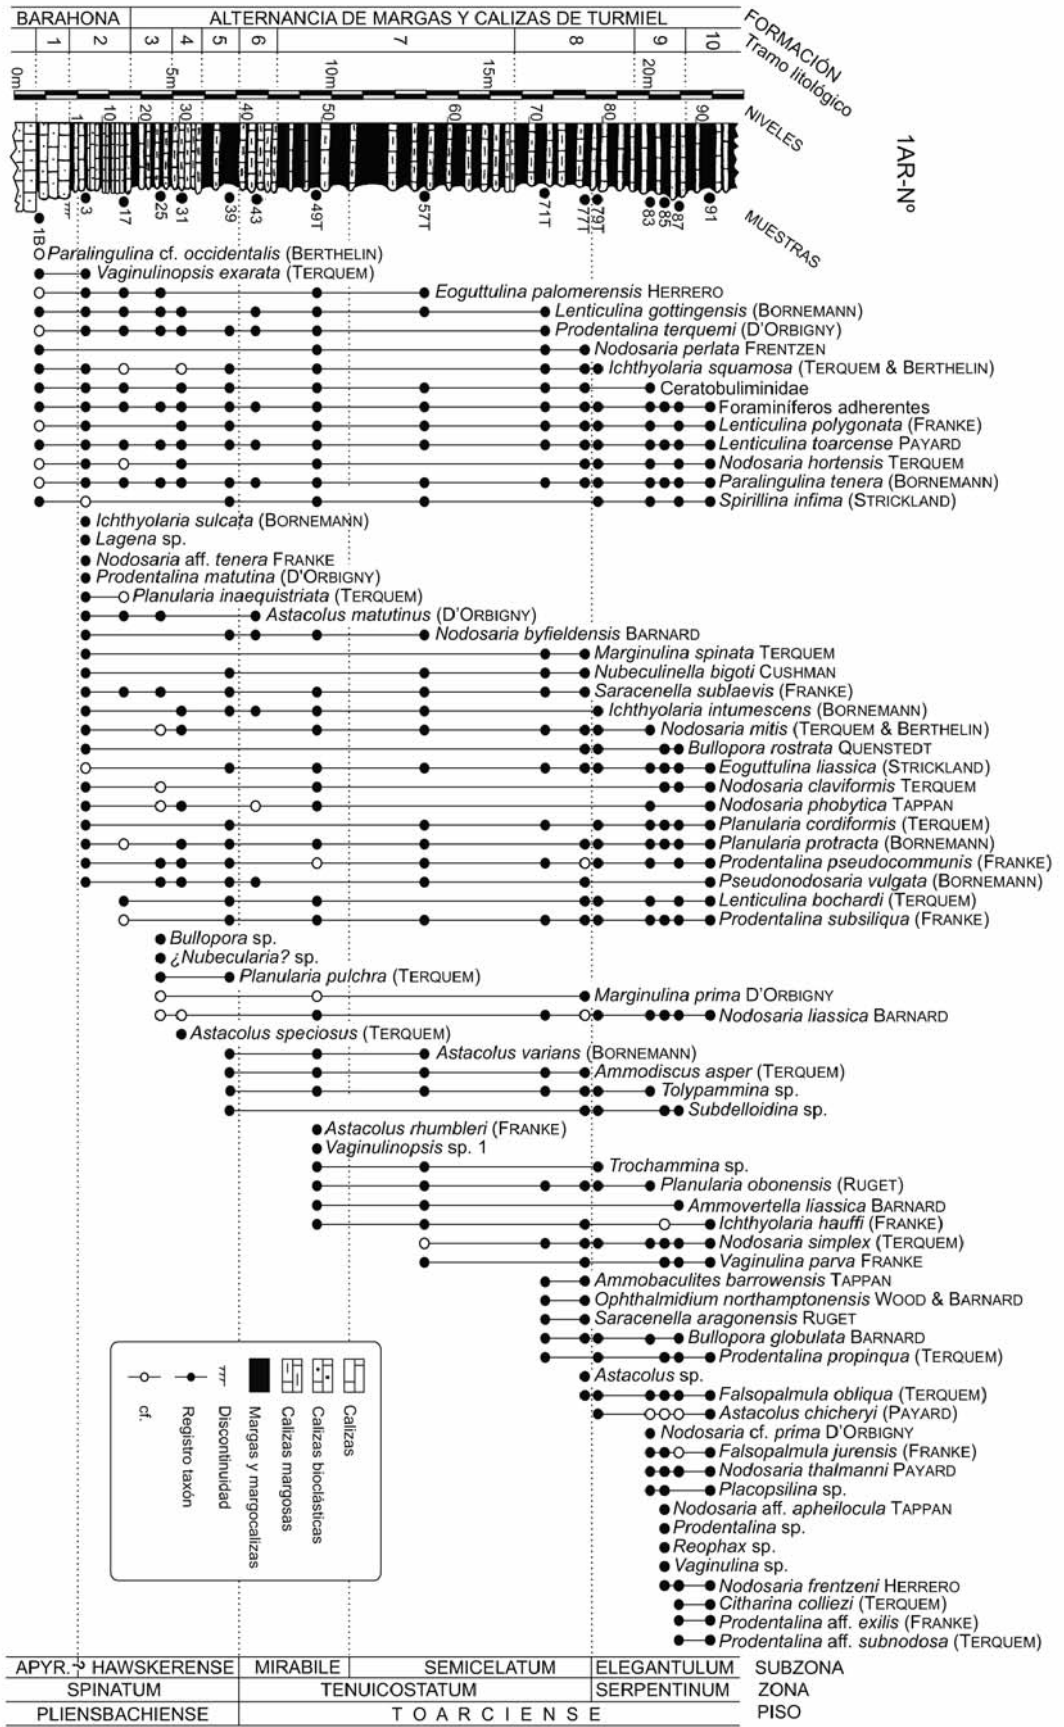 BARAHONA ALTERNANCIA DE MARGAS Y CALIZAS DE TURMIEL FORMACIÓN
1 2 3 4 5 6 7 8 9 10 Tramo litológico
0m 5m 10m 15m 20m
1 10 20 30 40 50 60 70 80 90 NIVELES
1AR-Nº
1B 3 17 25 31 39 43 49T 57T 71T 77T 79T 83 85 87 91 MUESTRAS
Paralingulina cf. occidentalis (BERTHELIN)
Vaginulinopsis exarata (TERQUEM)
Eoguttulina palomerensis HERRERO
Lenticulina gottingensis (BORNEMANN)
Prodentalina terquemi (D'ORBIGNY)
Nodosaria perlata FRENTZEN
Ichthyolaria squamosa (TERQUEM & BERTHELIN)
Ceratobuliminidae
Foraminíferos adherentes
Lenticulina polygonata (FRANKE)
Lenticulina toarcense PAYARD
Nodosaria hortensis TERQUEM
Paralingulina tenera (BORNEMANN)
Spirillina infima (STRICKLAND)
Ichthyolaria sulcata (BORNEMANN)
Lagena sp.
Nodosaria aff. tenera FRANKE
Prodentalina matutina (D'ORBIGNY)
Planularia inaequistriata (TERQUEM)
Astacolus matutinus (D'ORBIGNY)
Nodosaria byfieldensis BARNARD
Marginulina spinata TERQUEM
Nubeculinella bigoti CUSHMAN
Saracenella sublaevis (FRANKE)
Ichthyolaria intumescens (BORNEMANN)
Nodosaria mitis (TERQUEM & BERTHELIN)
Bullopora rostrata QUENSTEDT
Eoguttulina liassica (STRICKLAND)
Nodosaria claviformis TERQUEM
Nodosaria phobytica TAPPAN
Planularia cordiformis (TERQUEM)
Planularia protracta (BORNEMANN)
Prodentalina pseudocommunis (FRANKE)
Pseudonodosaria vulgata (BORNEMANN)
Lenticulina bochardi (TERQUEM)
Prodentalina subsiliqua (FRANKE)
Bullopora sp.
¿Nubecularia? sp.
Planularia pulchra (TERQUEM)
Marginulina prima D'ORBIGNY
Nodosaria liassica BARNARD
Astacolus speciosus (TERQUEM)
Astacolus varians (BORNEMANN)
Ammodiscus asper (TERQUEM)
Tolypammina sp.
Subdelloidina sp.
Astacolus rhumbleri (FRANKE)
Vaginulinopsis sp. 1
Trochammina sp.
Planularia obonensis (RUGET)
Ammovertella liassica BARNARD
Ichthyolaria hauffi (FRANKE)
Nodosaria simplex (TERQUEM)
Vaginulina parva FRANKE
Ammobaculites barrowensis TAPPAN
Ophthalmidium northamptonensis WOOD & BARNARD
Saracenella aragonensis RUGET
Bullopora globulata BARNARD
Prodentalina propinqua (TERQUEM)
Astacolus sp.
Falsopalmula obliqua (TERQUEM)
Astacolus chicheryi (PAYARD)
Nodosaria cf. prima D'ORBIGNY
Falsopalmula jurensis (FRANKE)
Nodosaria thalmanni PAYARD
Placopsilina sp.
Nodosaria aff. apheilocula TAPPAN
Prodentalina sp.
Reophax sp.
Vaginulina sp.
Nodosaria frentzeni HERRERO
Citharina colliezi (TERQUEM)
Prodentalina aff. exilis (FRANKE)
Prodentalina aff. subnodosa (TERQUEM)
Calizas
Calizas bioclásticas
Calizas margosas
Margas y margocalizas
Discontinuidad
Registro taxón
cf.
APYR. ? HAWSKERENSE MIRABILE SEMICELATUM ELEGANTULUM SUBZONA
SPINATUM TENUICOSTATUM SERPENTINUM ZONA
PLIENSBACHIENSE TOARCIENSE PISO